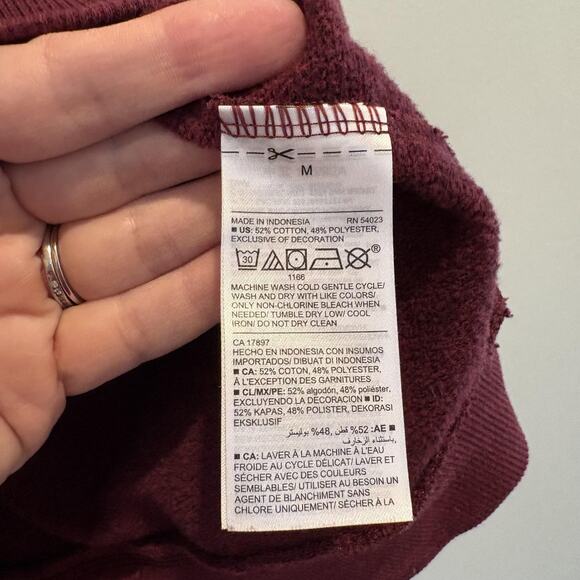 M
MADE IN INDONESIA RN 54023
■ US: 52% COTTON, 48% POLYESTER,
EXCLUSIVE OF DECORATION
30
®
1166
MACHINE WASH COLD GENTLE CYCLE/
WASH AND DRY WITH LIKE COLORS/
ONLY NON-CHLORINE BLEACH WHEN
NEEDED/ TUMBLE DRY LOW/ COOL
IRON/ DO NOT DRY CLEAN
CA 17897
HECHO EN INDONESIA CON INSUMOS
IMPORTADOS/ DIBUAT DI INDONESIA
■ CA: 52% COTON, 48% POLYESTER,
À L'EXCEPTION DES GARNITURES
■ CL/MX/PE: 52% algodón, 48% poliéster.
EXCLUYENDO LA DECORACION ■ ID:
52% KAPAS, 48% POLISTER, DEKORASI
EKSKLUSIF
■ AE: 52% قطن ,48% بوليستر
باستثناء الزخارف.
■ CA: LAVER À LA MACHINE À L'EAU
FROIDE AU CYCLE DÉLICAT/ LAVER ET
SÉCHER AVEC DES COULEURS
SEMBLABLES/ UTILISER AU BESOIN UN
AGENT DE BLANCHIMENT SANS
CHLORE UNIQUEMENT/ SÉCHER À LA